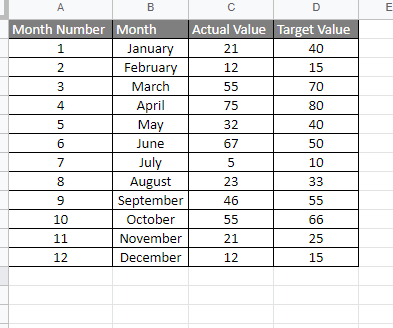 A B C D E
Month Number Month Actual Value Target Value
1 January 21 40
2 February 12 15
3 March 55 70
4 April 75 80
5 May 32 40
6 June 67 50
7 July 5 10
8 August 23 33
9 September 46 55
10 October 55 66
11 November 21 25
12 December 12 15